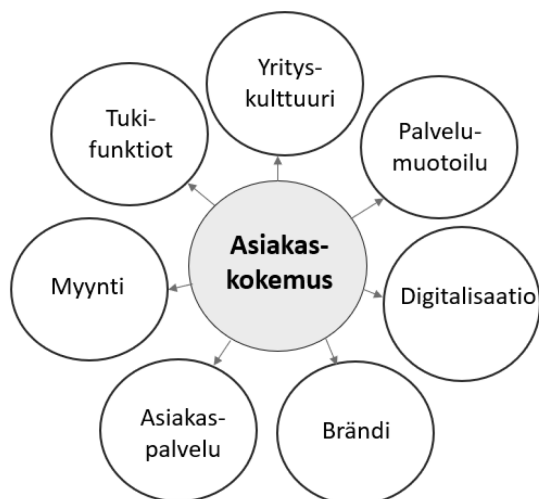 Yritys-
kulttuuri
Tuki-
funktiot
Palvelu-
muotoilu
Asiakas-
kokemus
Myynti
Digitalisaatio
Asiakas-
palvelu
Brändi